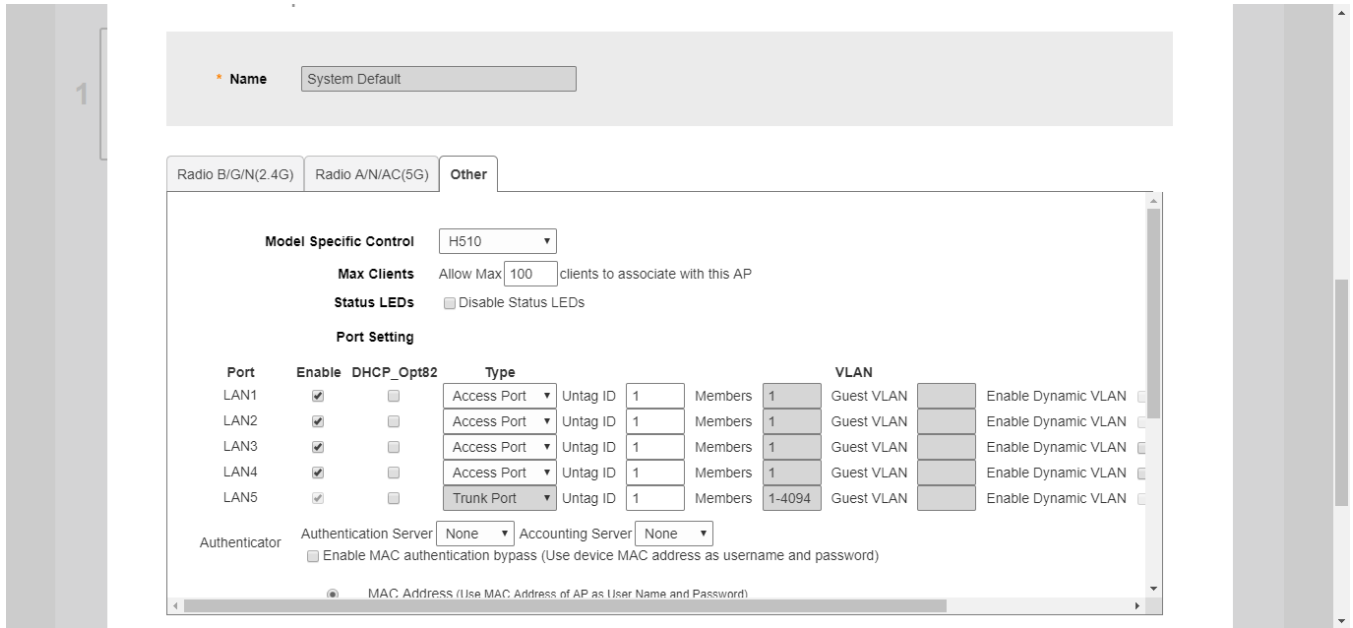 1
* Name System Default
Radio B/G/N(2.4G) Radio A/N/AC(5G) Other
Model Specific Control H510
Max Clients Allow Max 100 clients to associate with this AP
Status LEDs Disable Status LEDs
Port Setting
Port Enable DHCP_Opt82 Type VLAN
LAN1 Access Port Untag ID 1 Members 1 Guest VLAN Enable Dynamic VLAN
LAN2 Access Port Untag ID 1 Members 1 Guest VLAN Enable Dynamic VLAN
LAN3 Access Port Untag ID 1 Members 1 Guest VLAN Enable Dynamic VLAN
LAN4 Access Port Untag ID 1 Members 1 Guest VLAN Enable Dynamic VLAN
LAN5 Trunk Port Untag ID 1 Members 1-4094 Guest VLAN Enable Dynamic VLAN
Authenticator Authentication Server None Accounting Server None
Enable MAC authentication bypass (Use device MAC address as username and password)
MAC Address (Use MAC Address of AP as User Name and Password)